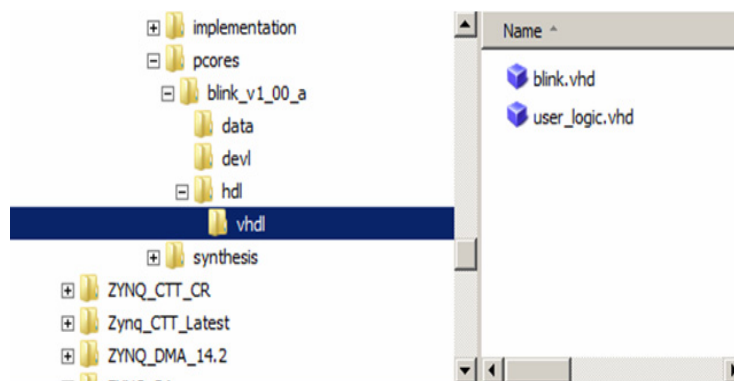 implementation
pcores
blink_v1_00_a
data
devl
hdl
vhdl
synthesis
ZYNQ_CTT_CR
Zynq_CTT_Latest
ZYNQ_DMA_14.2
Name
blink.vhd
user_logic.vhd